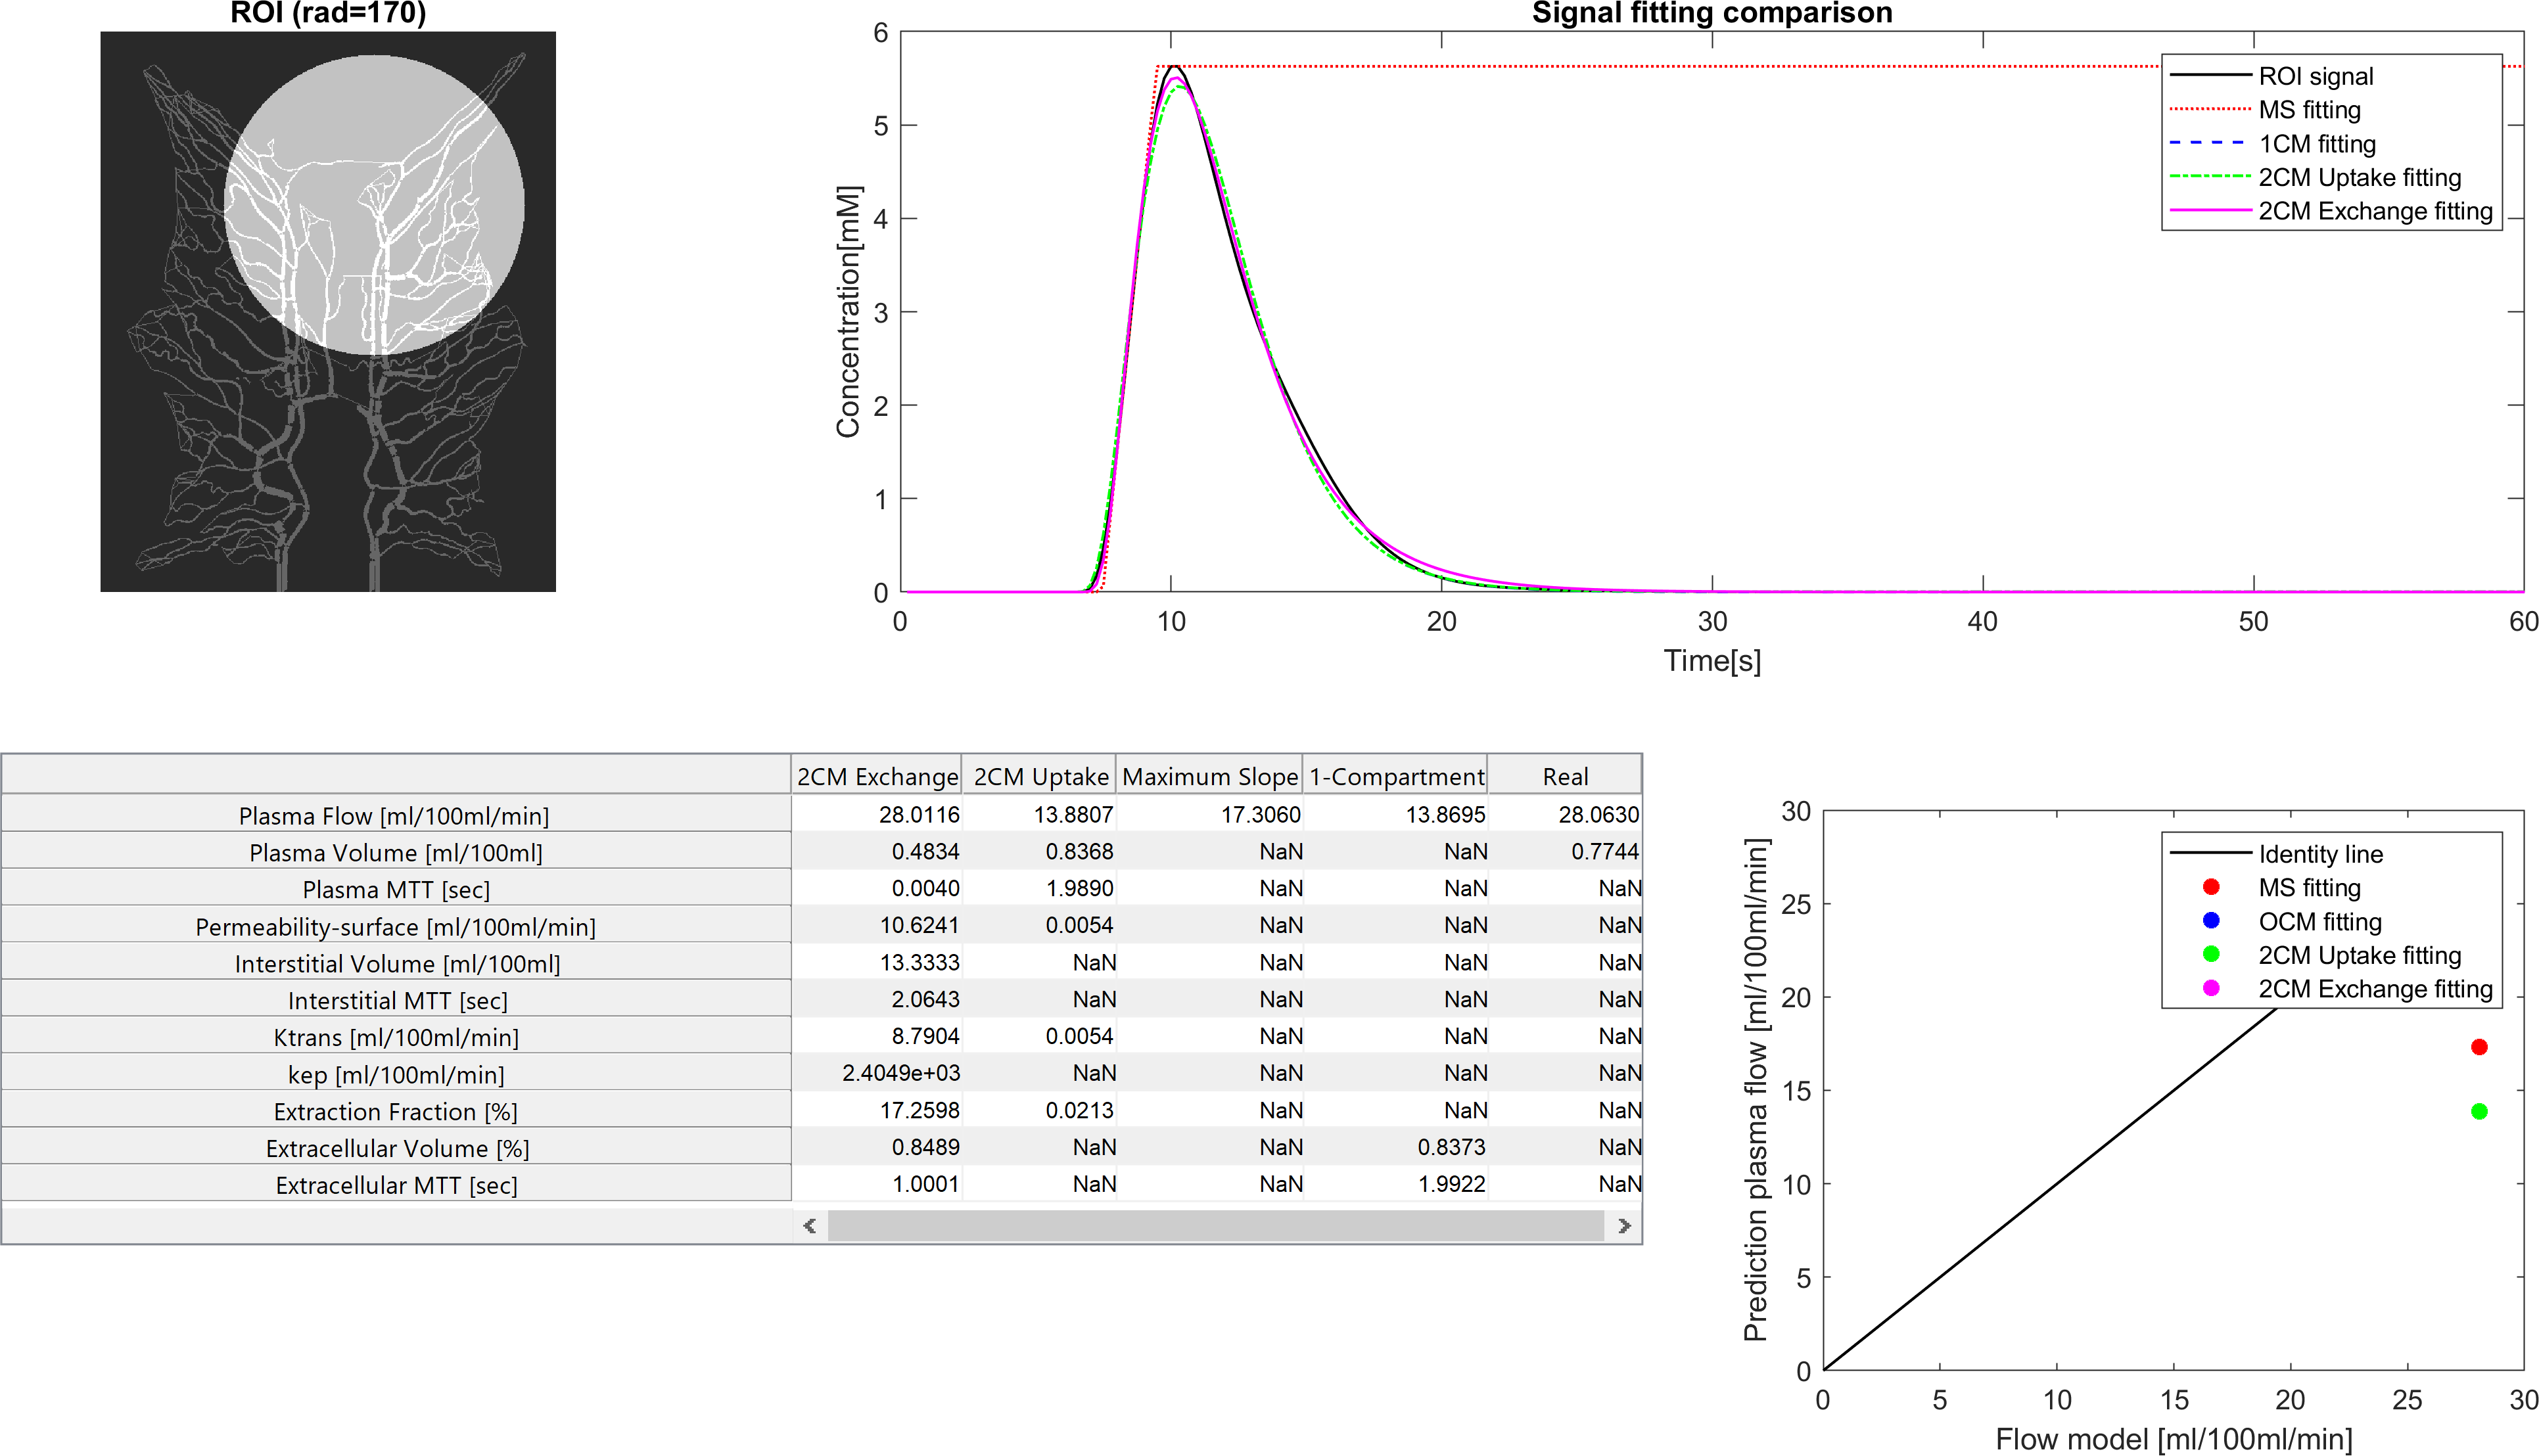 ROI (rad=170)
Signal fitting comparison
6
5
4
3
2
1
0
Concentration[mM]
0 10 20 30 40 50 60
Time[s]
ROI signal
MS fitting
1CM fitting
2CM Uptake fitting
2CM Exchange fitting
2CM Exchange 2CM Uptake Maximum Slope 1-Compartment Real
Plasma Flow [ml/100ml/min] 28.0116 13.8807 17.3060 13.8695 28.0630
Plasma Volume [ml/100ml] 0.4834 0.8368 NaN NaN 0.7744
Plasma MTT [sec] 0.0040 1.9890 NaN NaN NaN
Permeability-surface [ml/100ml/min] 10.6241 0.0054 NaN NaN NaN
Interstitial Volume [ml/100ml] 13.3333 NaN NaN NaN NaN
Interstitial MTT [sec] 2.0643 NaN NaN NaN NaN
Ktrans [ml/100ml/min] 8.7904 0.0054 NaN NaN NaN
kep [ml/100ml/min] 2.4049e+03 NaN NaN NaN NaN
Extraction Fraction [%] 17.2598 0.0213 NaN NaN NaN
Extracellular Volume [%] 0.8489 NaN NaN 0.8373 NaN
Extracellular MTT [sec] 1.0001 NaN NaN 1.9922 NaN
30
25
20
15
10
5
0
Prediction plasma flow [ml/100ml/min]
Identity line
MS fitting
OCM fitting
2CM Uptake fitting
2CM Exchange fitting
0 5 10 15 20 25 30
Flow model [ml/100ml/min]